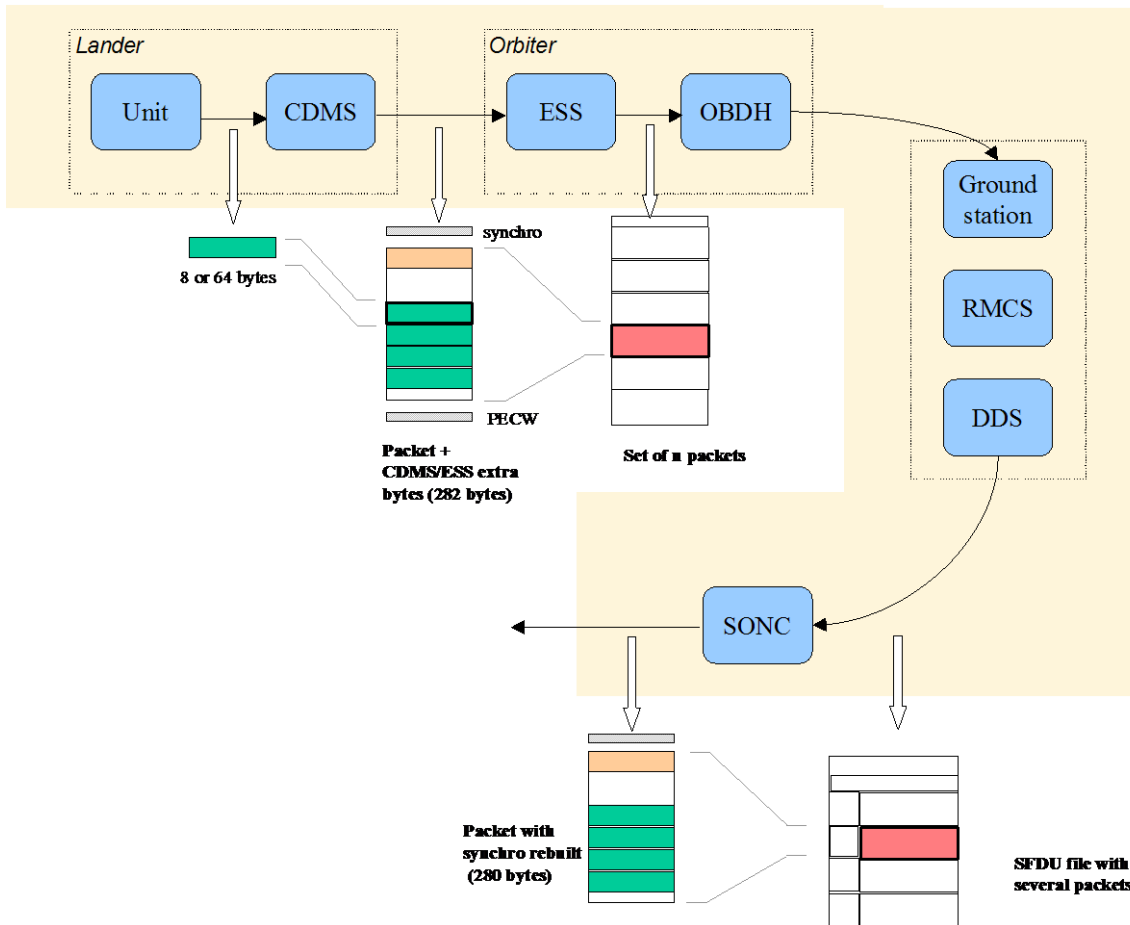 Lander
Orbiter
Unit
CDMS
ESS
OBDH
Ground
station
RMCS
DDS
synchro
8 or 64 bytes
PECW
Packet +
CDMS/ESS extra
bytes (282 bytes)
Set of n packets
SONC
Packet with
synchro rebuilt
(280 bytes)
SFDU file with
several packets